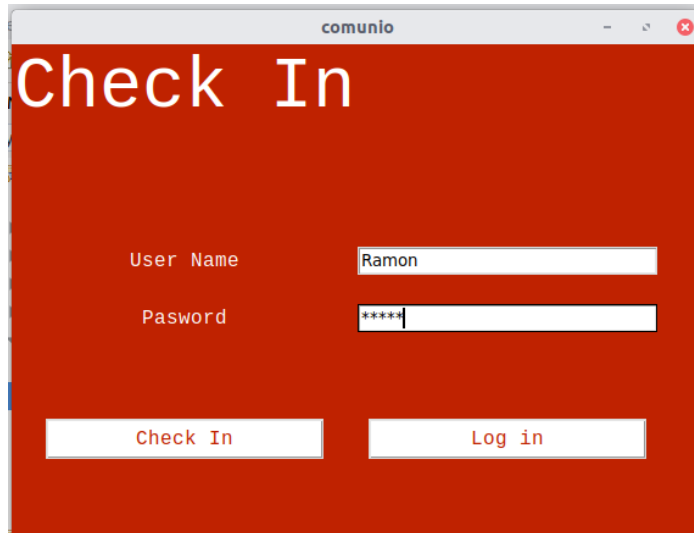 comunio
Check In
User Name Ramon
Pasword *****
Check In Log in